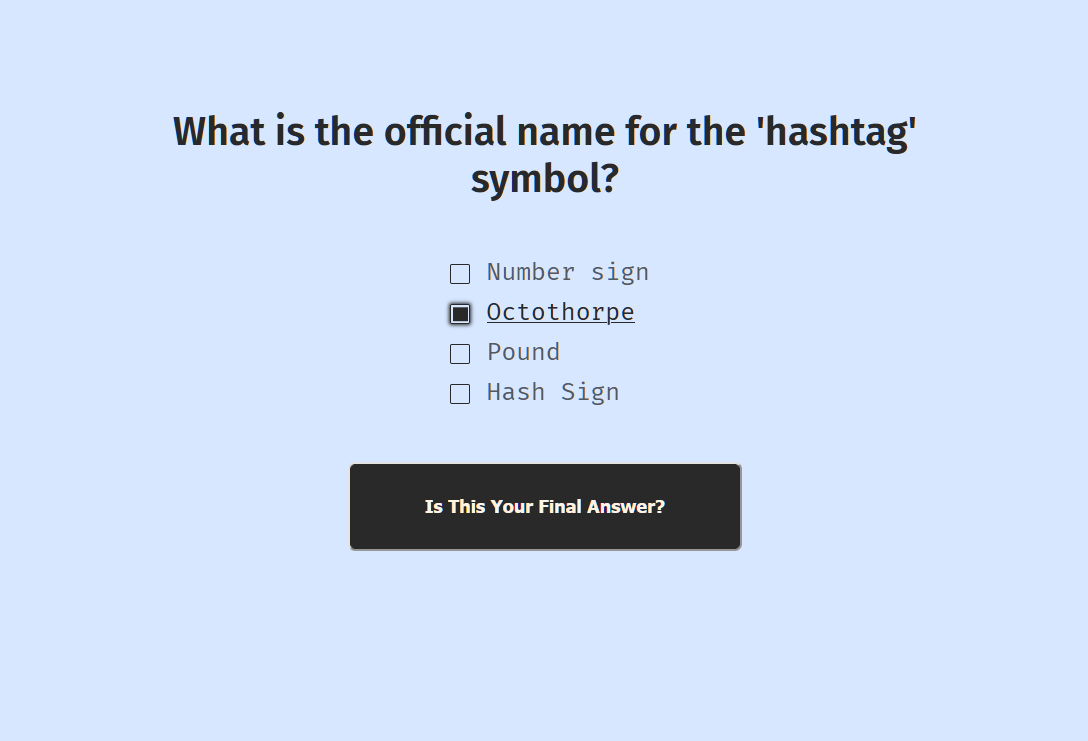 What is the official name for the 'hashtag'
symbol?
Number sign
Octothorpe
Pound
Hash Sign
Is This Your Final Answer?